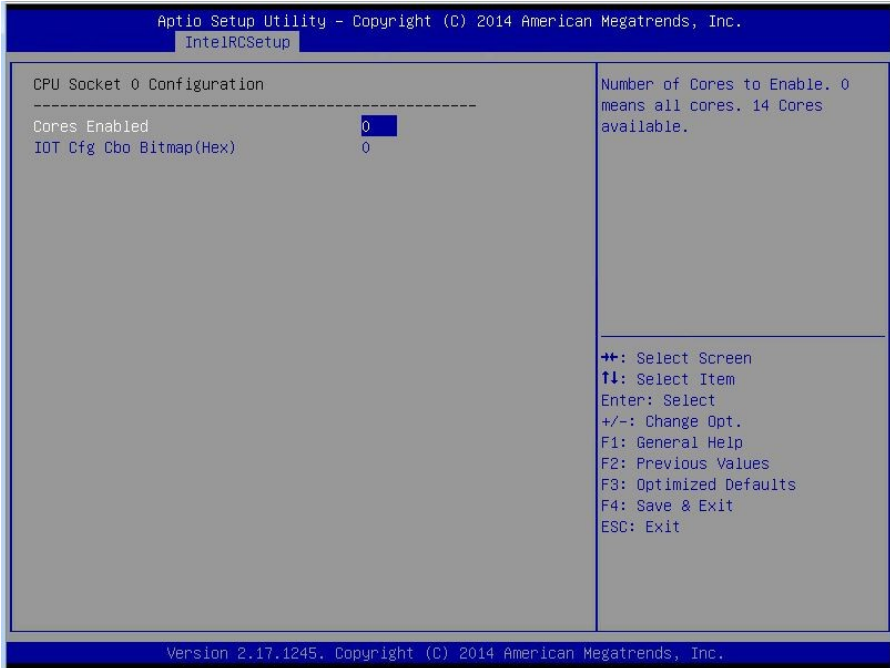 Aptio Setup Utility – Copyright (C) 2014 American Megatrends, Inc.
IntelRCSetup
CPU Socket 0 Configuration
--------------------------------------------------
Cores Enabled 0
IOT Cfg Cbo Bitmap(Hex) 0
Number of Cores to Enable. 0
means all cores. 14 Cores
available.
→←: Select Screen
↑↓: Select Item
Enter: Select
+/-: Change Opt.
F1: General Help
F2: Previous Values
F3: Optimized Defaults
F4: Save & Exit
ESC: Exit
Version 2.17.1245. Copyright (C) 2014 American Megatrends, Inc.